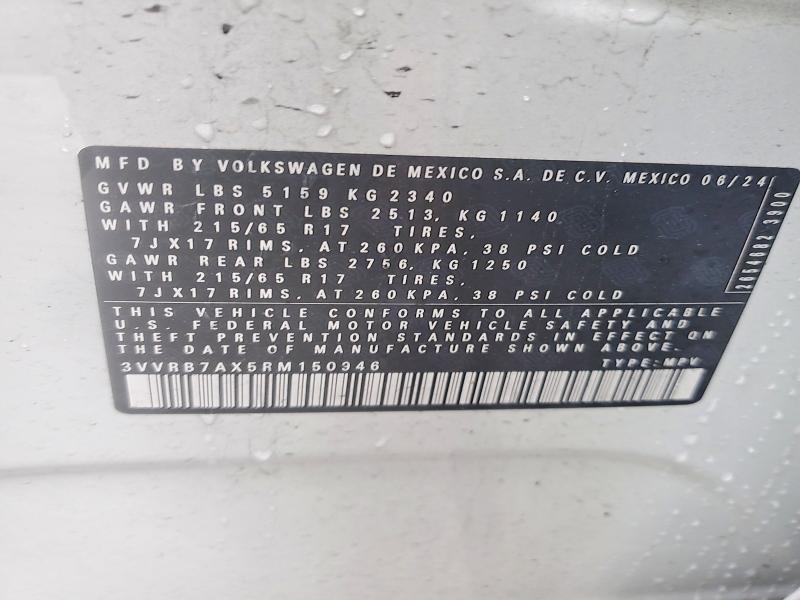 MFD BY VOLKSWAGEN DE MEXICO S.A. DE C.V. MEXICO 06/24
GVWR LBS 5159 KG 2340
GAWR FRONT LBS 2513, KG 1140
WITH 215/65 R17 TIRES,
7JX17 RIMS, AT 260 KPA, 38 PSI COLD
GAWR REAR LBS 2756, KG 1250
WITH 215/65 R17 TIRES,
7JX17 RIMS, AT 260 KPA, 38 PSI COLD
THIS VEHICLE CONFORMS TO ALL APPLICABLE
U.S. FEDERAL MOTOR VEHICLE SAFETY AND
THEFT PREVENTION STANDARDS IN EFFECT ON
THE DATE OF MANUFACTURE SHOWN ABOVE.
3VVRB7AX5RM150946 TYPE: MPV
2654682 3900